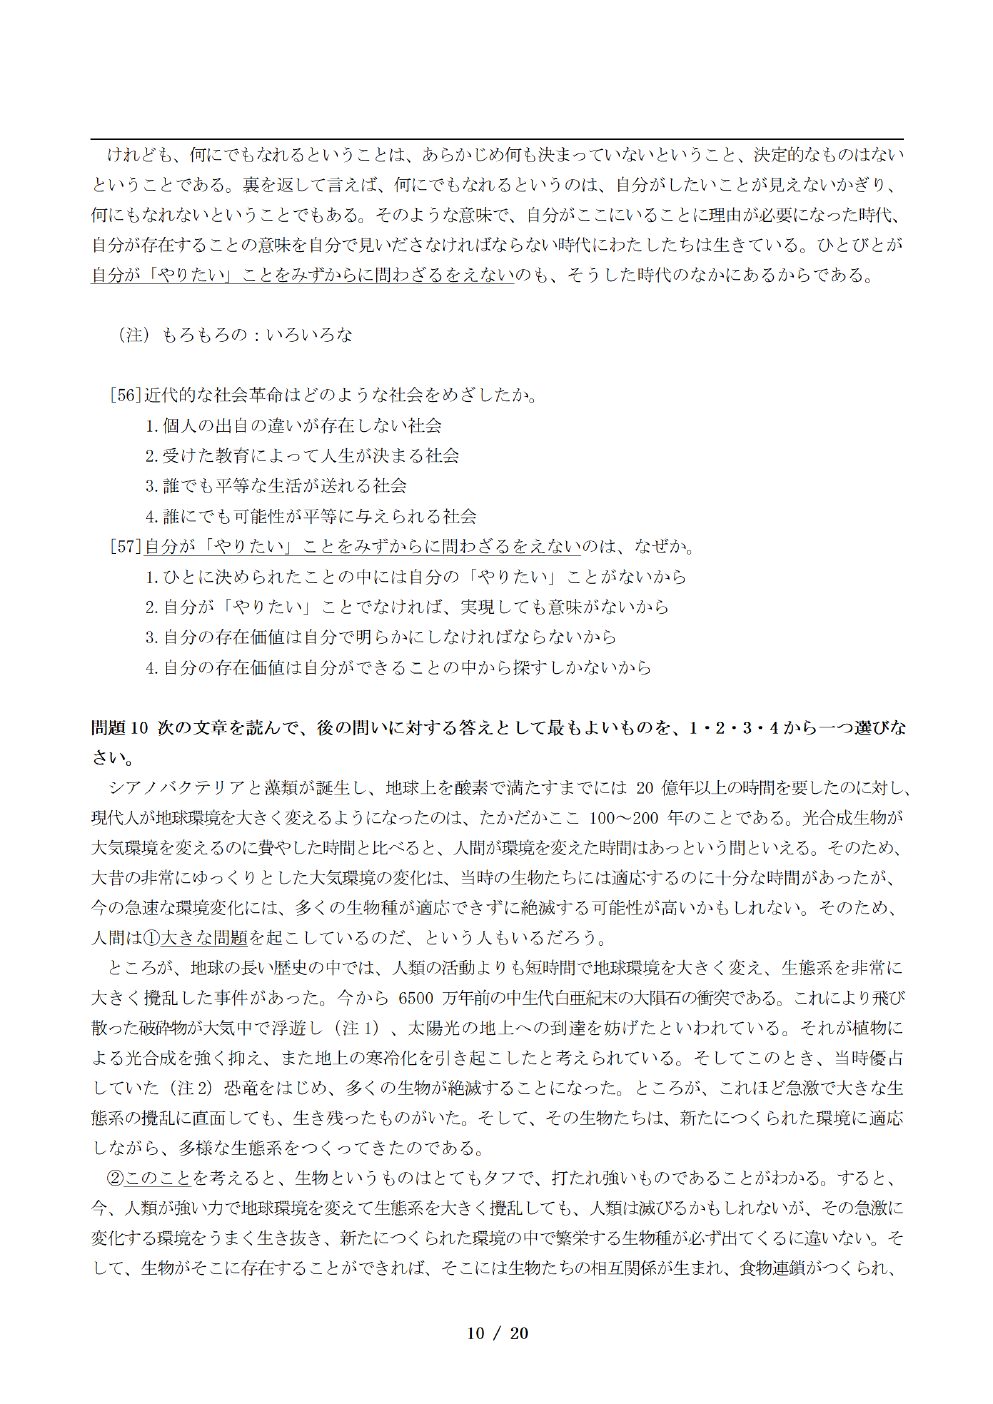 けれども、何にでもなれるということは、あらかじめ何も決まっていないということ、決定的なものはない
ということである。裏を返して言えば、何にでもなれるというのは、自分がしたいことが見えないかぎり、
何にもなれないということでもある。そのような意味で、自分がここにいることに理由が必要になった時代、
自分が存在することの意味を自分で見いださなければならない時代にわたしたちは生きている。ひとびとが
自分が「やりたい」ことをみずからに問わざるをえないのも、そうした時代のなかにあるからである。
（注）もろもろの：いろいろな
[56]近代的な社会革命はどのような社会をめざしたか。
1.個人の出自の違いが存在しない社会
2.受けた教育によって人生が決まる社会
3.誰でも平等な生活が送れる社会
4.誰にでも可能性が平等に与えられる社会
[57]自分が「やりたい」ことをみずからに問わざるをえないのは、なぜか。
1.ひとに決められたことの中には自分の「やりたい」ことがないから
2.自分が「やりたい」ことでなければ、実現しても意味がないから
3.自分の存在価値は自分で明らかにしなければならないから
4.自分の存在価値は自分ができることの中から探すしかないから
問題10 次の文章を読んで、後の問いに対する答えとして最もよいものを、1・2・3・4から一つ選びな
さい。
シアノバクテリアと藻類が誕生し、地球上を酸素で満たすまでには 20 億年以上の時間を要したのに対し、
現代人が地球環境を大きく変えるようになったのは、たかだかここ 100～200 年のことである。光合成生物が
大気環境を変えるのに費やした時間と比べると、人間が環境を変えた時間はあっという間といえる。そのため、
大昔の非常にゆっくりとした大気環境の変化は、当時の生物たちには適応するのに十分な時間があったが、
今の急速な環境変化には、多くの生物種が適応できずに絶滅する可能性が高いかもしれない。そのため、
人間は①大きな問題を起こしているのだ、という人もいるだろう。
ところが、地球の長い歴史の中では、人類の活動よりも短時間で地球環境を大きく変え、生態系を非常に
大きく攪乱した事件があった。今から 6500 万年前の中生代白亜紀末の大隕石の衝突である。これにより飛び
散った破砕物が大気中で浮遊し（注1）、太陽光の地上への到達を妨げたといわれている。それが植物に
よる光合成を強く抑え、また地上の寒冷化を引き起こしたと考えられている。そしてこのとき、当時優占
していた（注2）恐竜をはじめ、多くの生物が絶滅することになった。ところが、これほど急激で大きな生
態系の攪乱に直面しても、生き残ったものがいた。そして、その生物たちは、新たにつくられた環境に適応
しながら、多様な生態系をつくってきたのである。
②このことを考えると、生物というものはとてもタフで、打たれ強いものであることがわかる。すると、
今、人類が強い力で地球環境を変えて生態系を大きく攪乱しても、人類は滅びるかもしれないが、その急激に
変化する環境をうまく生き抜き、新たにつくられた環境の中で繁栄する生物種が必ず出てくるに違いない。そ
して、生物がそこに存在することができれば、そこには生物たちの相互関係が生まれ、食物連鎖がつくられ、
10 / 20